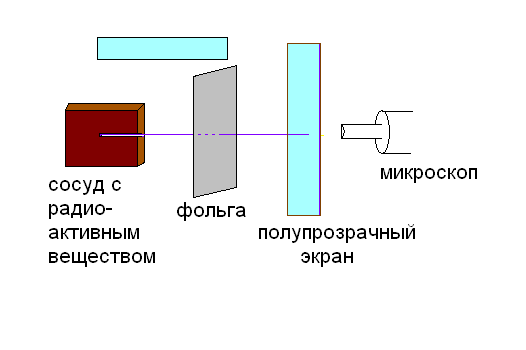 микроскоп
сосуд с
радио-
активным
веществом
фольга
полупрозрачный
экран